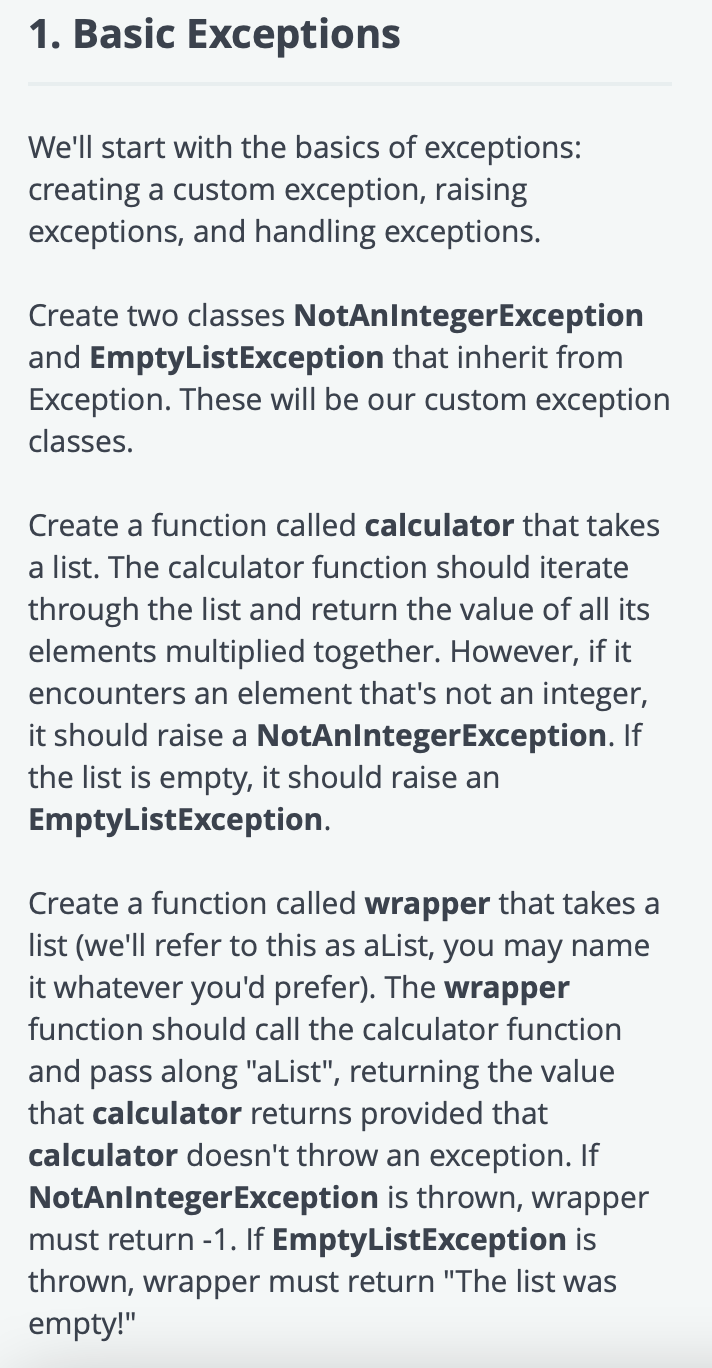 1. Basic Exceptions
We'll start with the basics of exceptions:
creating a custom exception, raising
exceptions, and handling exceptions.
Create two classes NotAnIntegerException
and EmptyListException that inherit from
Exception. These will be our custom exception
classes.
Create a function called calculator that takes
a list. The calculator function should iterate
through the list and return the value of all its
elements multiplied together. However, if it
encounters an element that's not an integer,
it should raise a NotAnIntegerException. If
the list is empty, it should raise an
EmptyListException.
Create a function called wrapper that takes a
list (we'll refer to this as aList, you may name
it whatever you'd prefer). The wrapper
function should call the calculator function
and pass along "aList", returning the value
that calculator returns provided that
calculator doesn't throw an exception. If
NotAnIntegerException is thrown, wrapper
must return -1. If EmptyListException is
thrown, wrapper must return "The list was
empty!"